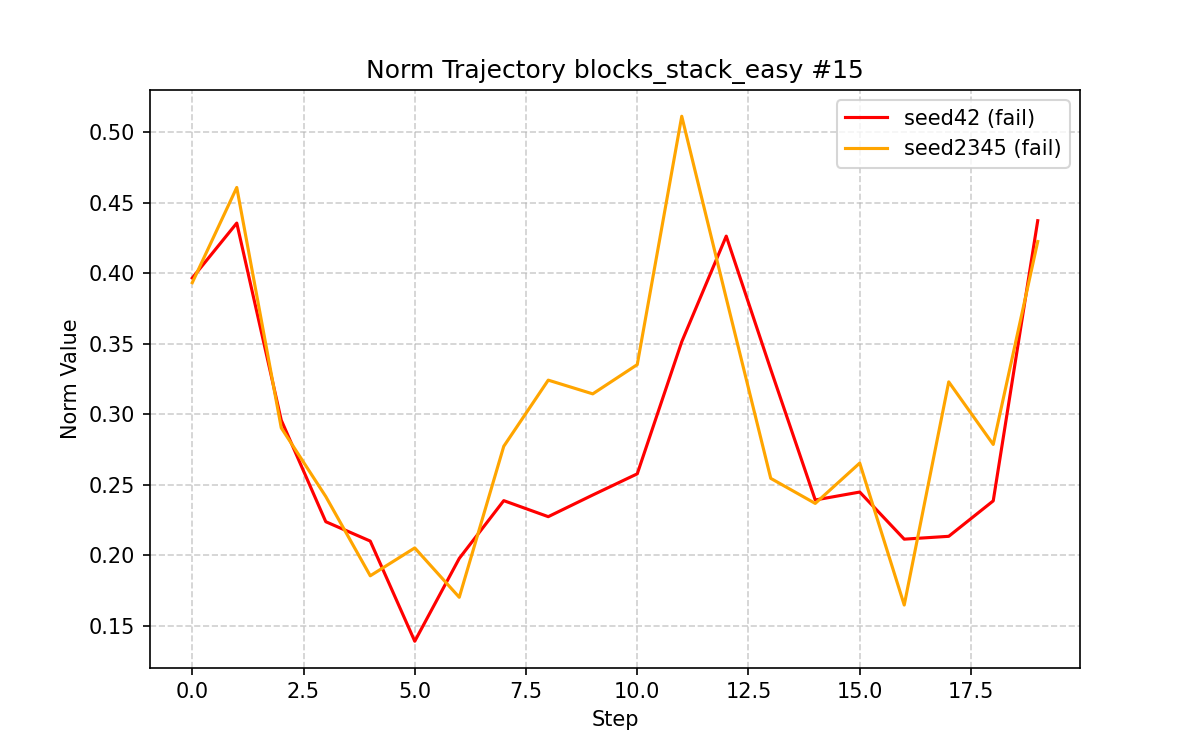 Norm Trajectory blocks_stack_easy #15
seed42 (fail)
seed2345 (fail)
Norm Value
0.50
0.45
0.40
0.35
0.30
0.25
0.20
0.15
0.0 2.5 5.0 7.5 10.0 12.5 15.0 17.5
Step